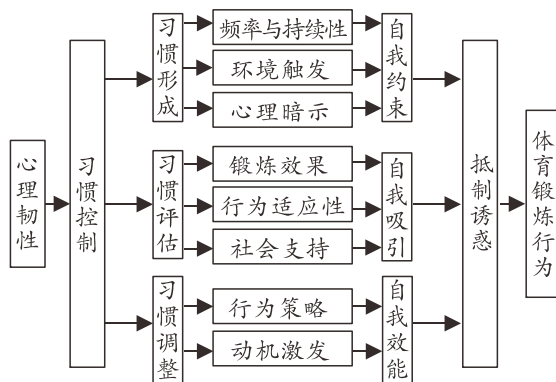 心理韧性
习惯控制
习惯形成
频率与持续性
环境触发
心理暗示
自我约束
习惯评估
锻炼效果
行为适应性
社会支持
自我吸引
习惯调整
行为策略
动机激发
自我效能
抵制诱惑
体育锻炼行为